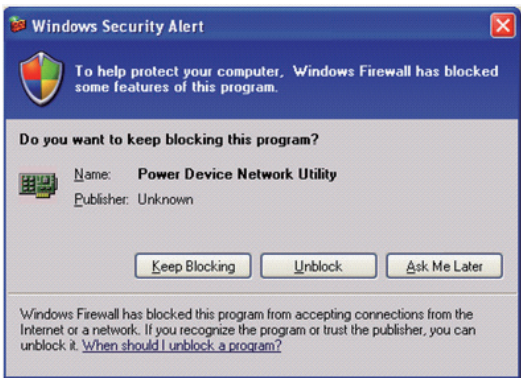 Windows Security Alert
To help protect your computer, Windows Firewall has blocked
some features of this program.
Do you want to keep blocking this program?
Name: Power Device Network Utility
Publisher: Unknown
Keep Blocking Unblock Ask Me Later
Windows Firewall has blocked this program from accepting connections from the
Internet or a network. If you recognize the program or trust the publisher, you can
unblock it. When should I unblock a program?